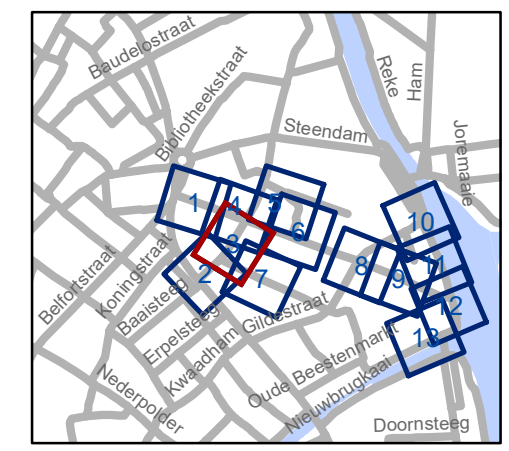 Baudelostraat
Bibliotheekstraat
Reke
Ham
Steendam
Joremaaie
1
4
5
6
3
2
7
8
9
10
11
12
13
Belfortstraat
Koningstraat
Baaisteeg
Erpelsteeg
Kwaadham
Gildestraat
Oude Beestenmarkt
Nieuwbrugkaai
Nederpolder
Doornsteeg